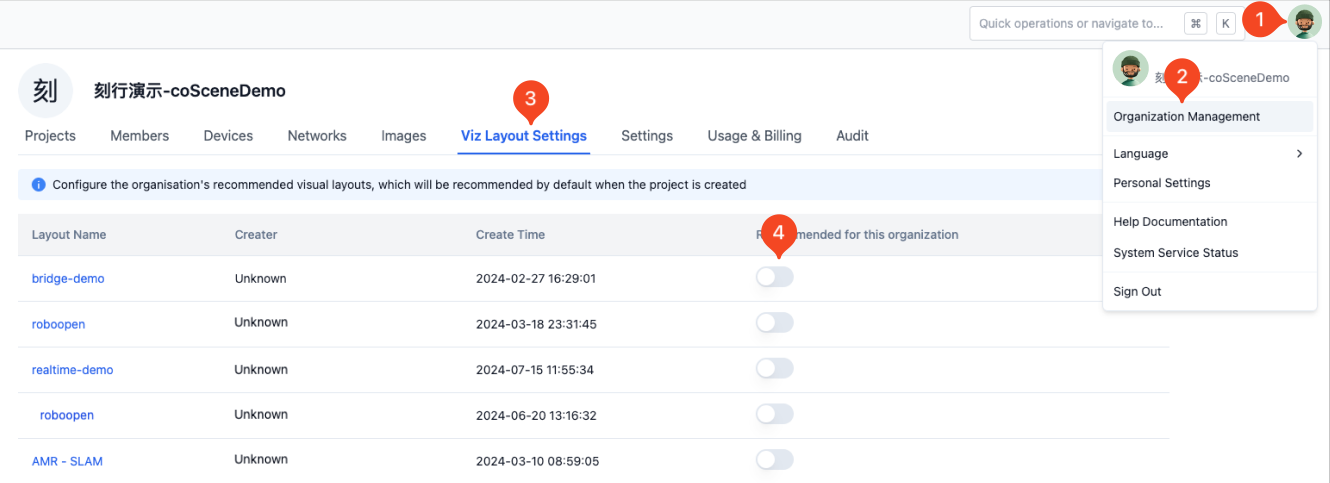 Quick operations or navigate to... ⌘ K
1
刻 刻行演示-coSceneDemo
2
-coSceneDemo
3
Projects Members Devices Networks Images Viz Layout Settings Settings Usage & Billing Audit
Organization Management
Language
Personal Settings
Help Documentation
System Service Status
Sign Out
Configure the organisation's recommended visual layouts, which will be recommended by default when the project is created
4
Layout Name Creater Create Time for this organization
bridge-demo Unknown 2024-02-27 16:29:01
roboopen Unknown 2024-03-18 23:31:45
realtime-demo Unknown 2024-07-15 11:55:34
roboopen Unknown 2024-06-20 13:16:32
AMR - SLAM Unknown 2024-03-10 08:59:05